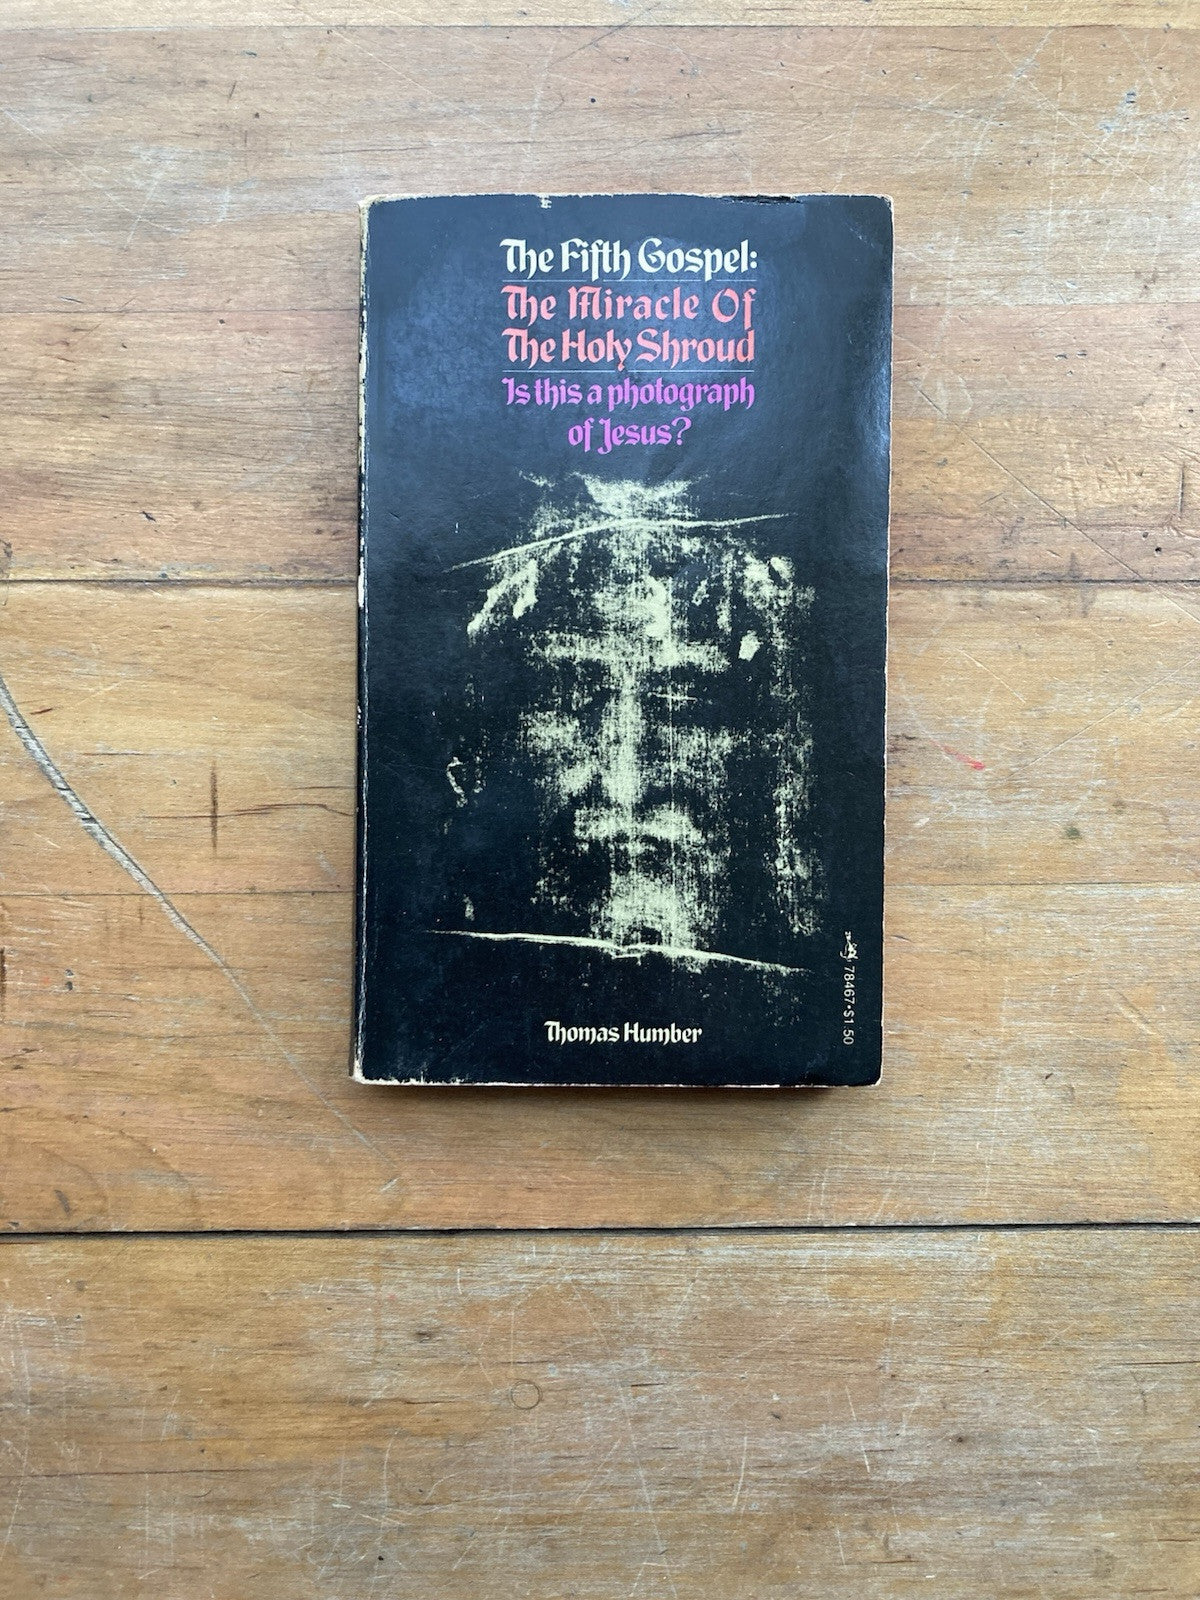 The Fifth Gospel:
The Miracle Of
The Holy Shroud
Is this a photograph
of Jesus?
Thomas Humber
78467•$1.50